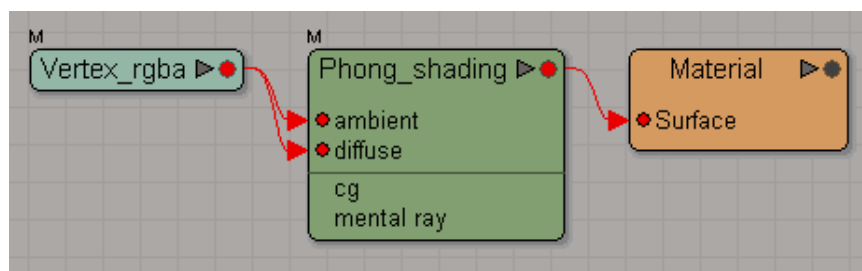 M
Vertex_rgba
M
Phong_shading
ambient
diffuse
cg
mental ray
Material
Surface